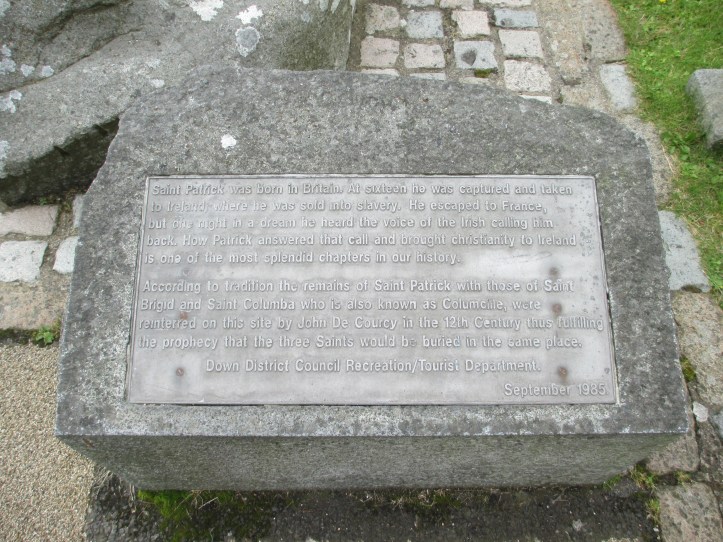 Saint Patrick was born in Britain. At sixteen he was captured and taken
to Ireland, where he was sold into slavery. He escaped to France,
but one night in a dream he heard the voice of the Irish calling him
back. How Patrick answered that call and brought christianity to Ireland
is one of the most splendid chapters in our history.
According to tradition the remains of Saint Patrick with those of Saint
Brigid and Saint Columba who is also known as Columcille, were
reinterred on this site by John De Courcy in the 12th Century thus fulfilling
the prophecy that the three Saints would be buried in the same place.
Down District Council Recreation/Tourist Department.
September 1985